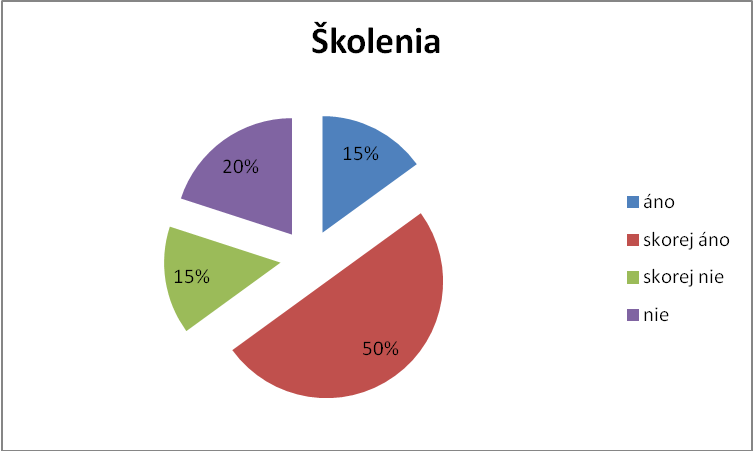 Školenia
15%
20%
15%
50%
áno
skorej áno
skorej nie
nie